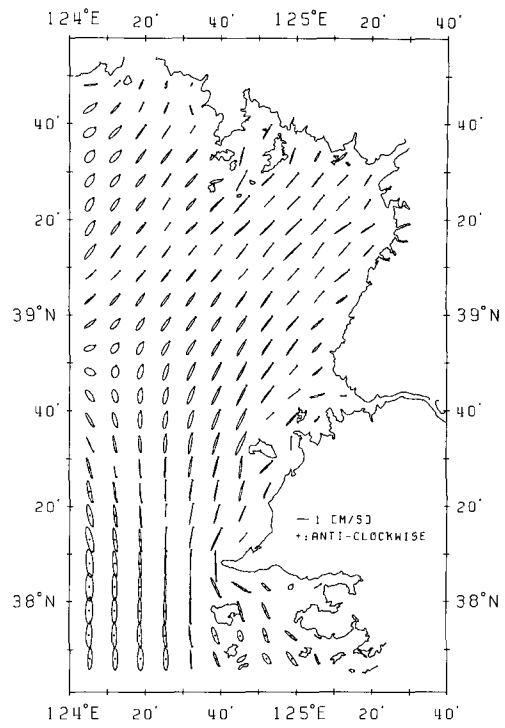 124°E 20' 40' 125°E 20' 40'
40' 40'
20' 20'
39°N 39°N
40' 40'
20' 20'
— 1 [M/S]
+:ANTI-CLOCKWISE
38°N 38°N
124°E 20' 40' 125°E 20' 40'